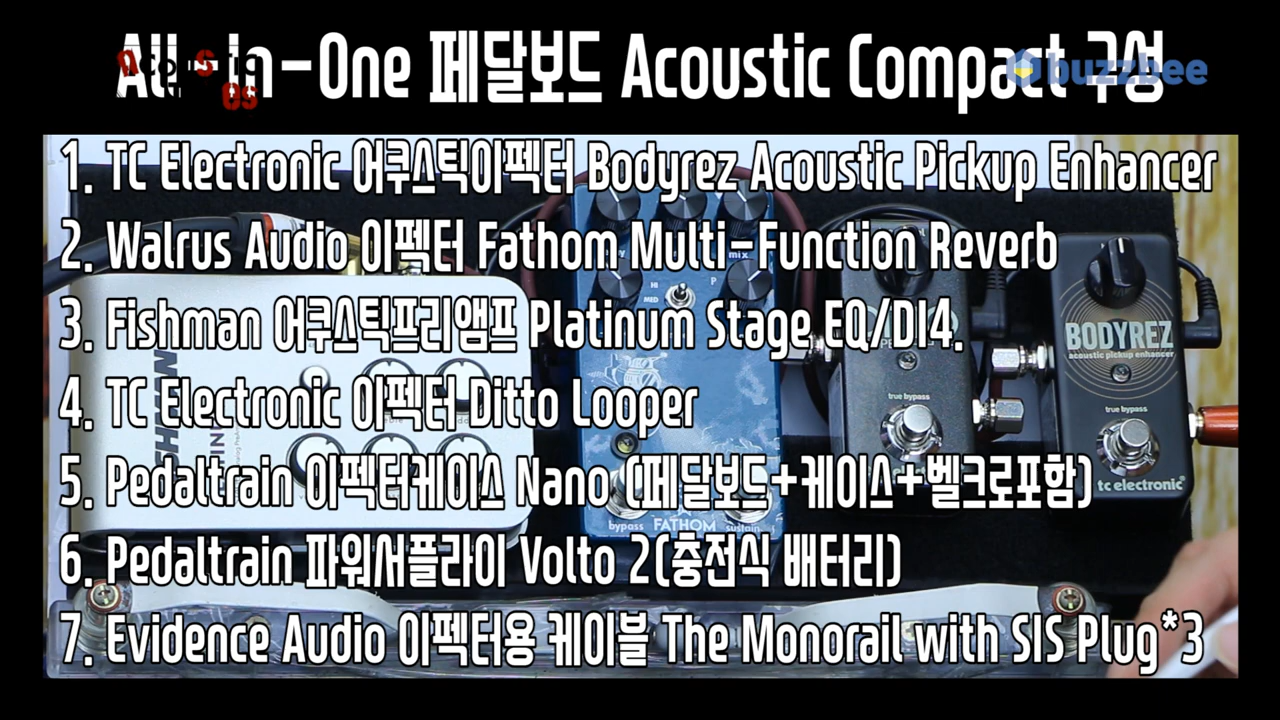 All-In-One 페달보드 Acoustic Compact 구성
buzzbee
1. TC Electronic 어쿠스틱이펙터 Bodyrez Acoustic Pickup Enhancer
2. Walrus Audio 이펙터 Fathom Multi-Function Reverb
3. Fishman 어쿠스틱프리앰프 Platinum Stage EQ/DI4.
4. TC Electronic 이펙터 Ditto Looper
5. Pedaltrain 이펙터케이스 Nano (페달보드+케이스+벨크로포함)
6. Pedaltrain 파워서플라이 Volto 2(충전식 배터리)
7. Evidence Audio 이펙터용 케이블 The Monorail with SIS Plug*3
mix
HI
MED
P
BODYREZ
acoustic pickup enhancer
true bypass
true bypass
tc electronic
bypass
FATHOM
sustain